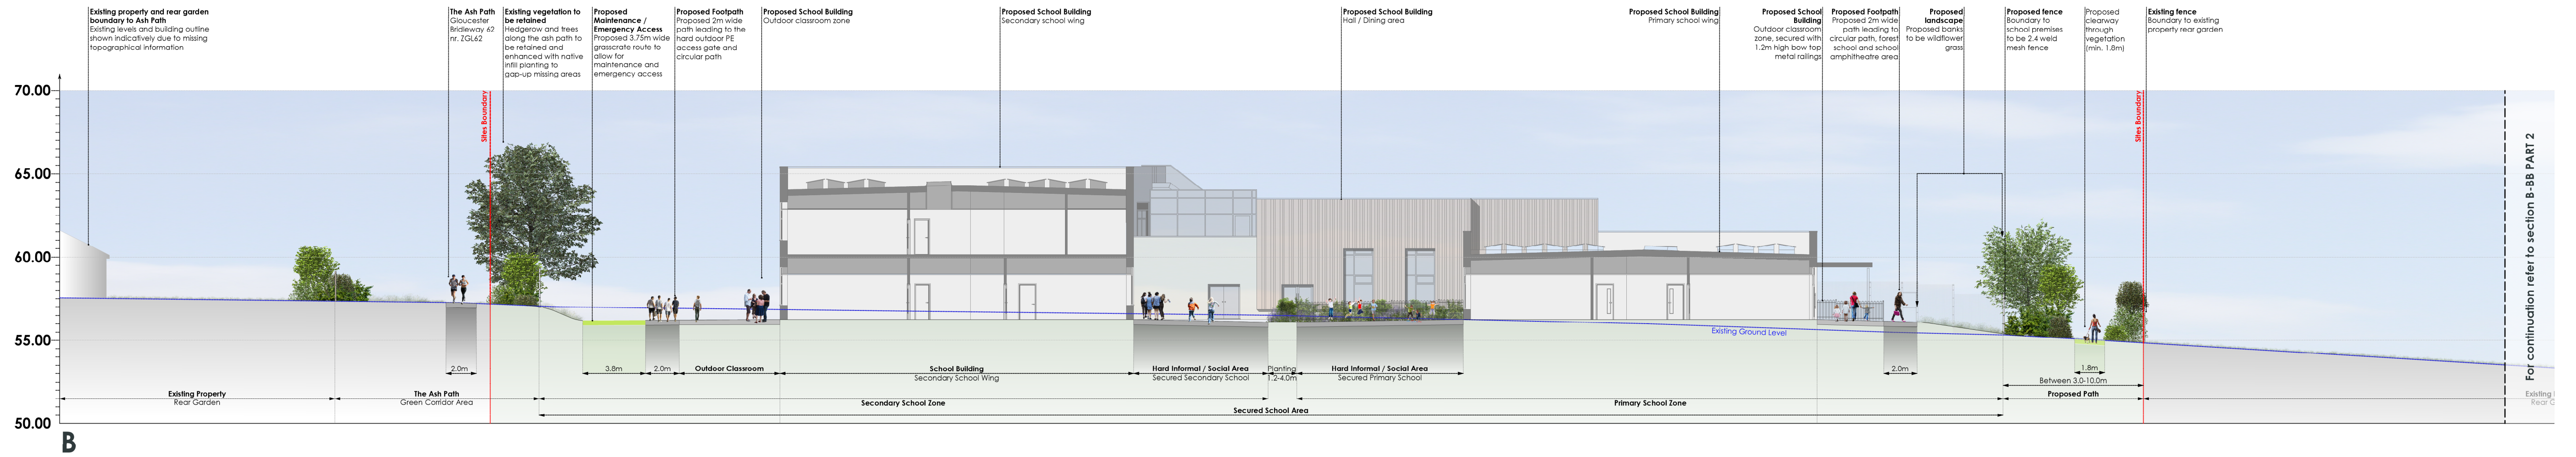 Existing property and rear garden
boundary to Ash Path
Existing levels and building outline
shown indicatively due to missing
topographical information
The Ash Path
Gloucester
Bridleway 62
nr. ZGL62
Existing vegetation to
be retained
Hedgerow and trees
along the ash path to
be retained and
enhanced with native
infill planting to
gap-up missing areas
Proposed
Maintenance /
Emergency Access
Proposed 3.75m wide
grasscrate route to
allow for
maintenance and
emergency access
Proposed Footpath
Proposed 2m wide
path leading to the
hard outdoor PE
access gate and
circular path
Proposed School Building
Outdoor classroom zone
Proposed School Building
Secondary school wing
Proposed School Building
Hall / Dining area
Proposed School Building
Primary school wing
Proposed School
Building
Outdoor classroom
zone, secured with
1.2m high bow top
metal railings
Proposed Footpath
Proposed 2m wide
path leading to
circular path, forest
school and school
amphitheatre area
Proposed
landscape
Proposed banks
to be wildflower
grass
Proposed fence
Boundary to
school premises
to be 2.4 weld
mesh fence
Proposed
clearway
through
vegetation
(min. 1.8m)
Existing fence
Boundary to existing
property rear garden
70.00
65.00
60.00
55.00
50.00
Sites Boundary
Sites Boundary
For continuation refer to section B-BB PART 2
Existing Ground Level
2.0m
3.8m
2.0m
Outdoor Classroom
School Building
Secondary School Wing
Hard Informal / Social Area
Secured Secondary School
Planting
1.2-4.0m
Hard Informal / Social Area
Secured Primary School
2.0m
1.8m
Between 3.0-10.0m
Existing Property
Rear Garden
The Ash Path
Green Corridor Area
Secondary School Zone
Primary School Zone
Proposed Path
Existing
Rear G
Secured School Area
B